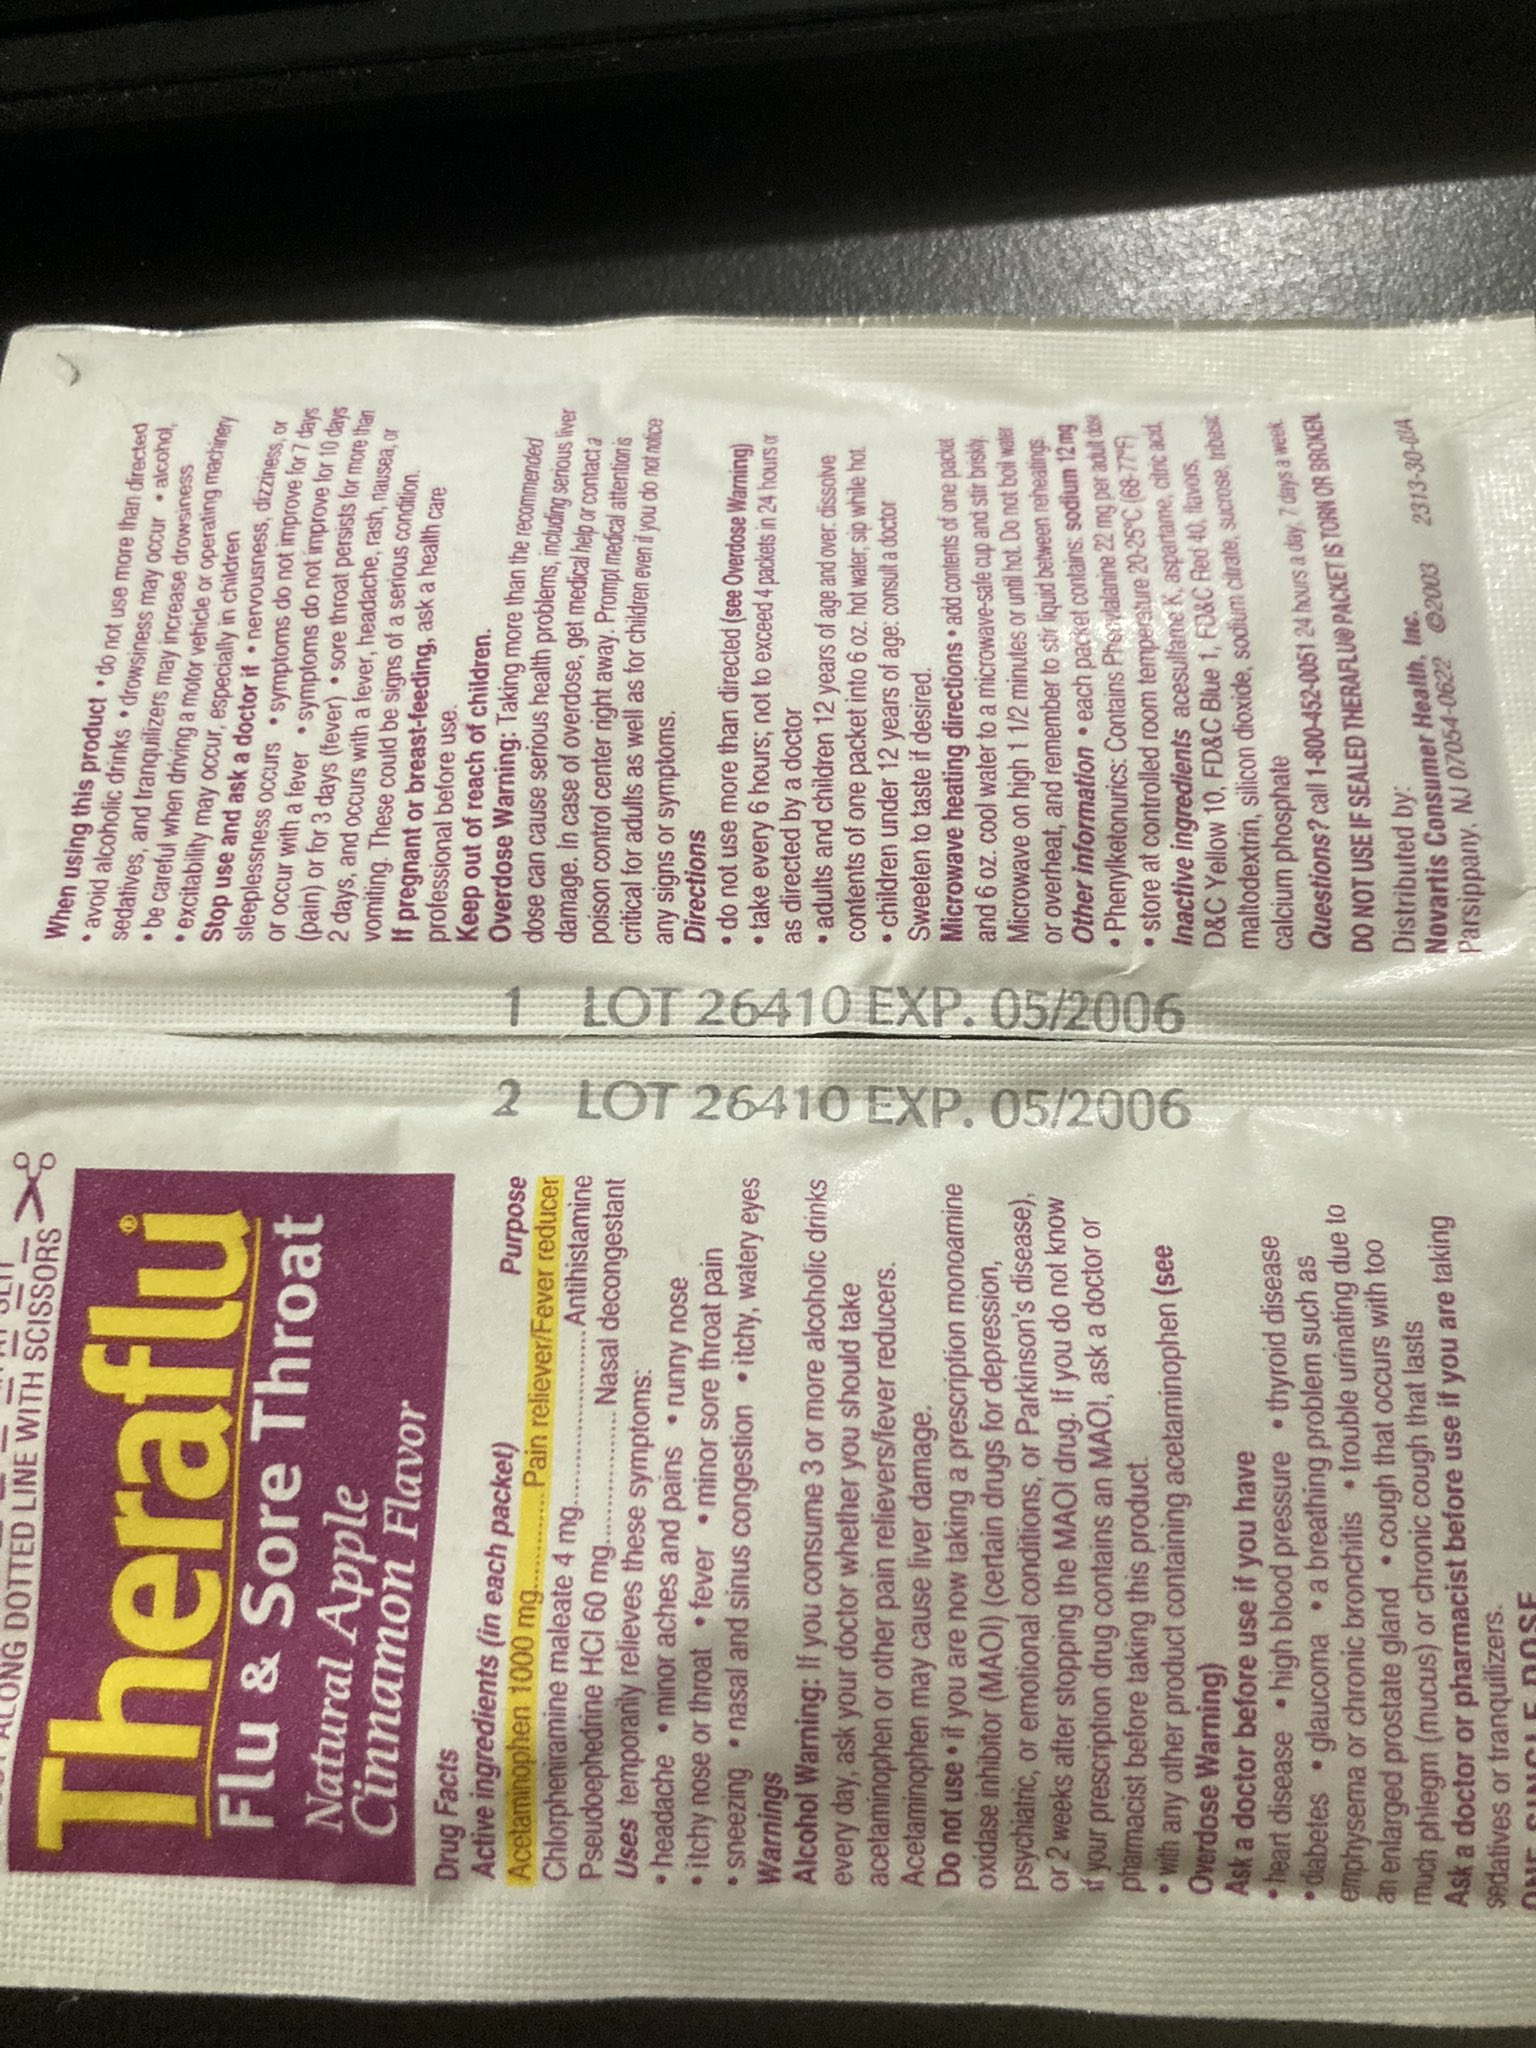 ALONG DOTTED LINE WITH SCISSORS
Theraflu®
Flu & Sore Throat
Natural Apple
Cinnamon Flavor
Drug Facts
Active ingredients (in each packet) Purpose
Acetaminophen 1000 mg.......... Pain reliever/Fever reducer
Chlorpheniramine maleate 4 mg.......................... Antihistamine
Pseudoephedrine HCl 60 mg.................. Nasal decongestant
Uses temporarily relieves these symptoms:
• headache • minor aches and pains • runny nose
• itchy nose or throat • fever • minor sore throat pain
• sneezing • nasal and sinus congestion • itchy, watery eyes
Warnings
Alcohol Warning: If you consume 3 or more alcoholic drinks
every day, ask your doctor whether you should take
acetaminophen or other pain relievers/fever reducers.
Acetaminophen may cause liver damage.
Do not use • if you are now taking a prescription monoamine
oxidase inhibitor (MAOI) (certain drugs for depression,
psychiatric, or emotional conditions, or Parkinson's disease),
or 2 weeks after stopping the MAOI drug. If you do not know
if your prescription drug contains an MAOI, ask a doctor or
pharmacist before taking this product.
• with any other product containing acetaminophen (see
Overdose Warning)
Ask a doctor before use if you have
• heart disease • high blood pressure • thyroid disease
• diabetes • glaucoma • a breathing problem such as
emphysema or chronic bronchitis • trouble urinating due to
an enlarged prostate gland • cough that occurs with too
much phlegm (mucus) or chronic cough that lasts
Ask a doctor or pharmacist before use if you are taking
sedatives or tranquilizers.
ONE SINGLE DOSE
2 LOT 26410 EXP. 05/2006
1 LOT 26410 EXP. 05/2006
When using this product • do not use more than directed
• avoid alcoholic drinks • drowsiness may occur • alcohol,
sedatives, and tranquilizers may increase drowsiness
• be careful when driving a motor vehicle or operating machinery
• excitability may occur, especially in children
Stop use and ask a doctor if • nervousness, dizziness, or
sleeplessness occurs • symptoms do not improve for 7 days
or occur with a fever • symptoms do not improve for 10 days
(pain) or for 3 days (fever) • sore throat persists for more than
2 days, and occurs with a fever, headache, rash, nausea, or
vomiting. These could be signs of a serious condition.
If pregnant or breast-feeding, ask a health care
professional before use.
Keep out of reach of children.
Overdose Warning: Taking more than the recommended
dose can cause serious health problems, including serious liver
damage. In case of overdose, get medical help or contact a
poison control center right away. Prompt medical attention is
critical for adults as well as for children even if you do not notice
any signs or symptoms.
Directions
• do not use more than directed (see Overdose Warning)
• take every 6 hours; not to exceed 4 packets in 24 hours or
as directed by a doctor
• adults and children 12 years of age and over: dissolve
contents of one packet into 6 oz. hot water; sip while hot.
• children under 12 years of age: consult a doctor
Sweeten to taste if desired.
Microwave heating directions • add contents of one packet
and 6 oz. cool water to a microwave-safe cup and stir briskly.
Microwave on high 1 1/2 minutes or until hot. Do not boil water
or overheat, and remember to stir liquid between reheatings.
Other information • each packet contains: sodium 12 mg
• Phenylketonurics: Contains Phenylalanine 22 mg per adult dose
• store at controlled room temperature 20-25°C (68-77°F)
Inactive ingredients acesulfame K, aspartame, citric acid,
D&C Yellow 10, FD&C Blue 1, FD&C Red 40, flavors,
maltodextrin, silicon dioxide, sodium citrate, sucrose, tribasic
calcium phosphate
Questions? call 1-800-452-0051 24 hours a day, 7 days a week
DO NOT USE IF SEALED THERAFLU® PACKET IS TORN OR BROKEN.
Distributed by:
Novartis Consumer Health, Inc.
Parsippany, NJ 07054-0622 ©2003 2313-30-01A